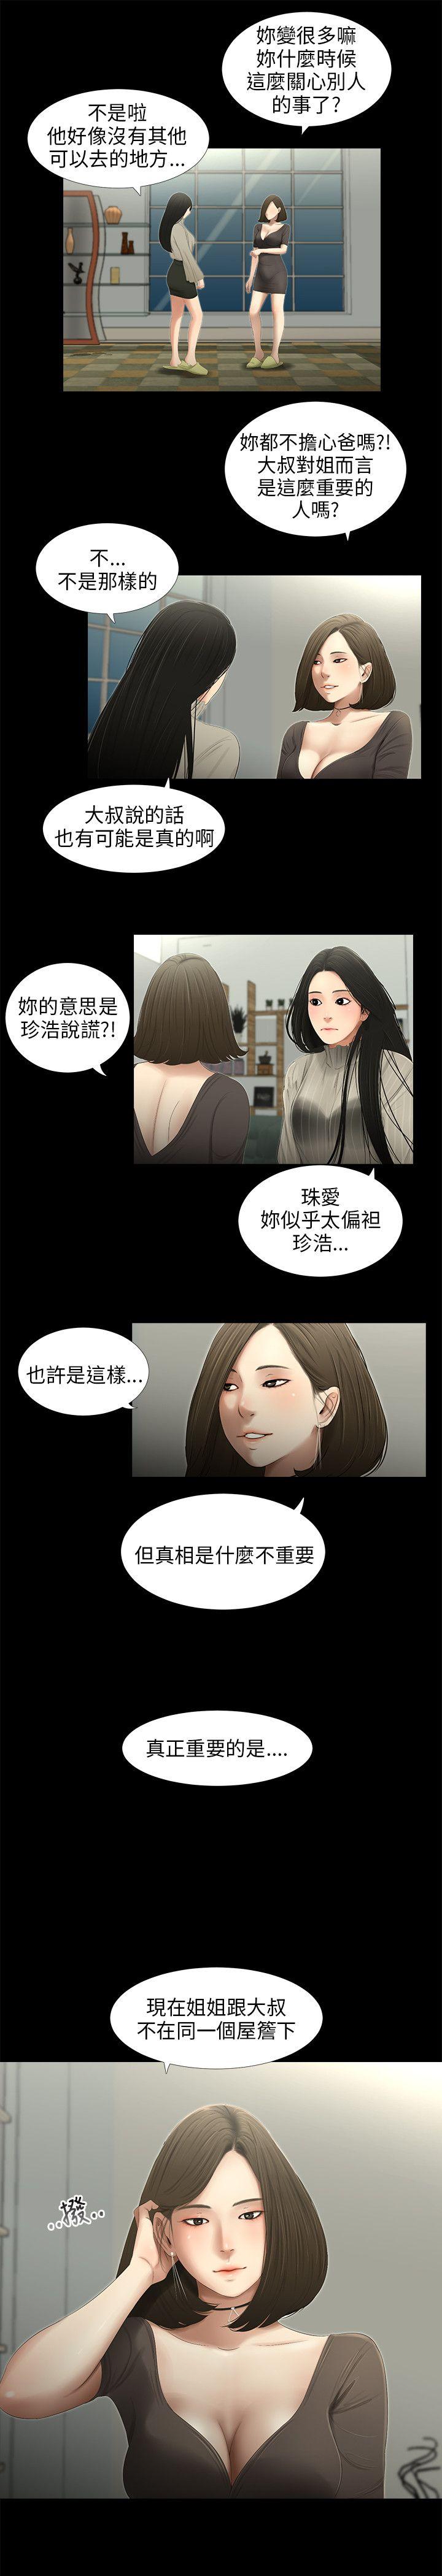 妳變很多嘛
妳什麼時候
這麼關心別人
的事了?
不是啦
他好像沒有其他
可以去的地方...
妳都不擔心爸嗎?!
大叔對姐而言
是這麼重要的
人嗎?
不...
不是那樣的
大叔說的話
也有可能是真的啊
妳的意思是
珍浩說謊?!
珠愛
妳似乎太偏袒
珍浩...
也許是這樣...
但真相是什麼不重要
真正重要的是....
現在姐姐跟大叔
不在同一個屋簷下
..撥..